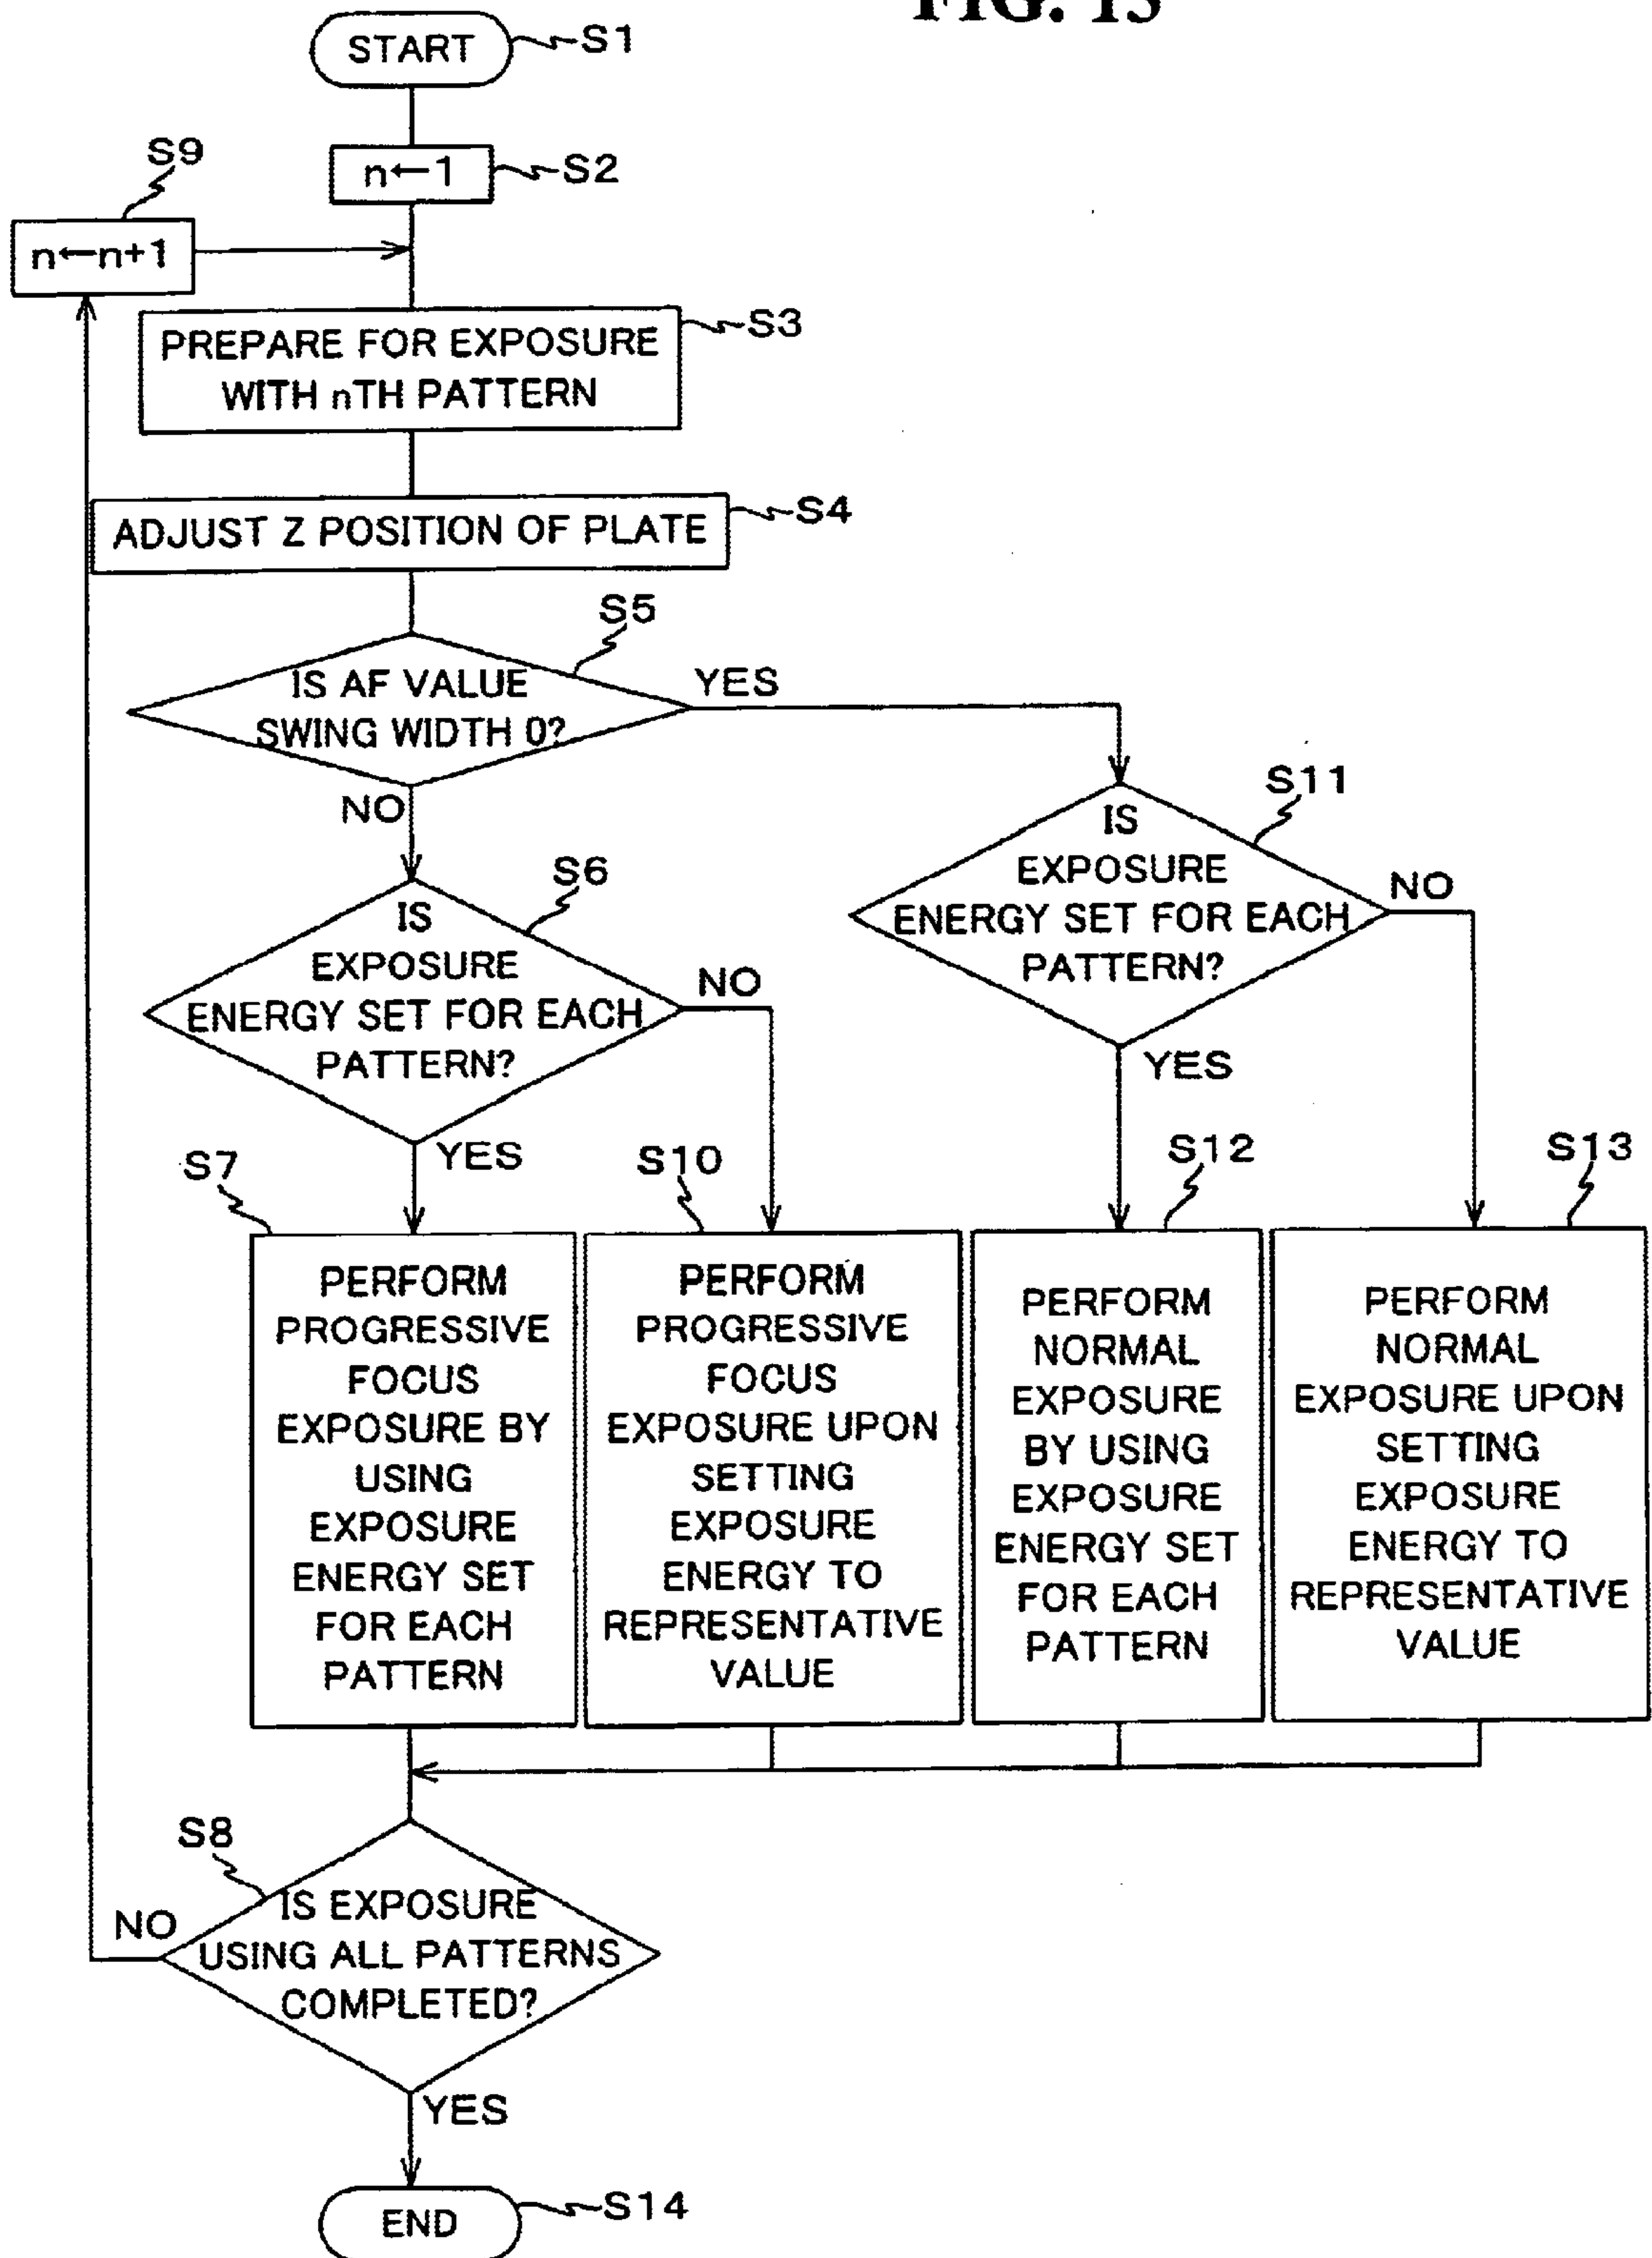 FIG. 13
START
S1
n←1
S2
S9
n←n+1
PREPARE FOR EXPOSURE
WITH nTH PATTERN
S3
ADJUST Z POSITION OF PLATE
S4
S5
IS AF VALUE
SWING WIDTH 0?
YES
NO
S6
IS
EXPOSURE
ENERGY SET FOR EACH
PATTERN?
NO
YES
S11
IS
EXPOSURE
ENERGY SET FOR EACH
PATTERN?
NO
YES
S7
PERFORM
PROGRESSIVE
FOCUS
EXPOSURE BY
USING
EXPOSURE
ENERGY SET
FOR EACH
PATTERN
S10
PERFORM
PROGRESSIVE
FOCUS
EXPOSURE UPON
SETTING
EXPOSURE
ENERGY TO
REPRESENTATIVE
VALUE
S12
PERFORM
NORMAL
EXPOSURE
BY USING
EXPOSURE
ENERGY SET
FOR EACH
PATTERN
S13
PERFORM
NORMAL
EXPOSURE UPON
SETTING
EXPOSURE
ENERGY TO
REPRESENTATIVE
VALUE
S8
IS EXPOSURE
USING ALL PATTERNS
COMPLETED?
NO
YES
END
S14